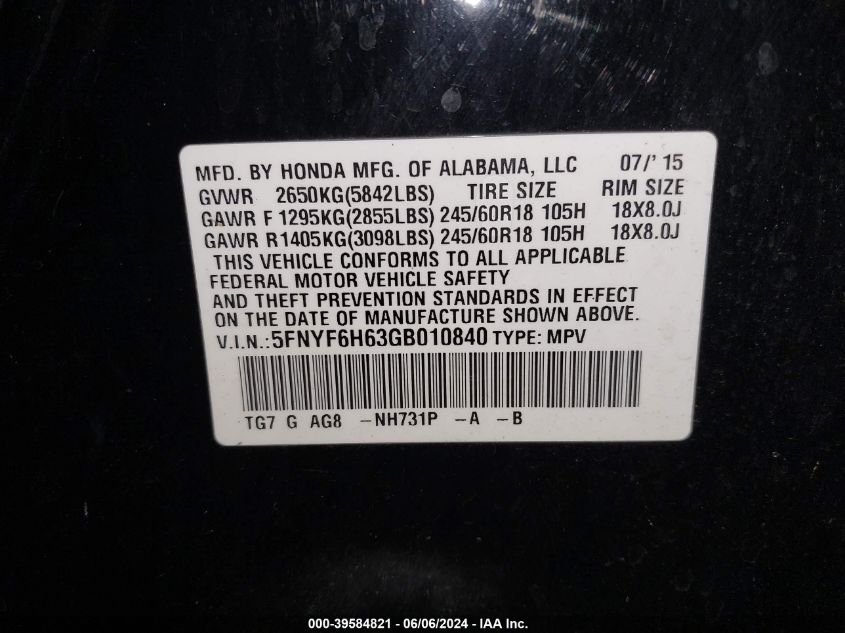 MFD. BY HONDA MFG. OF ALABAMA, LLC 07/'15
GVWR 2650KG(5842LBS) TIRE SIZE RIM SIZE
GAWR F 1295KG(2855LBS) 245/60R18 105H 18X8.0J
GAWR R1405KG(3098LBS) 245/60R18 105H 18X8.0J
THIS VEHICLE CONFORMS TO ALL APPLICABLE
FEDERAL MOTOR VEHICLE SAFETY
AND THEFT PREVENTION STANDARDS IN EFFECT
ON THE DATE OF MANUFACTURE SHOWN ABOVE.
V.I.N.: 5FNYF6H63GB010840 TYPE: MPV
TG7 G AG8 -NH731P -A -B
000-39584821 - 06/06/2024 - IAA Inc.